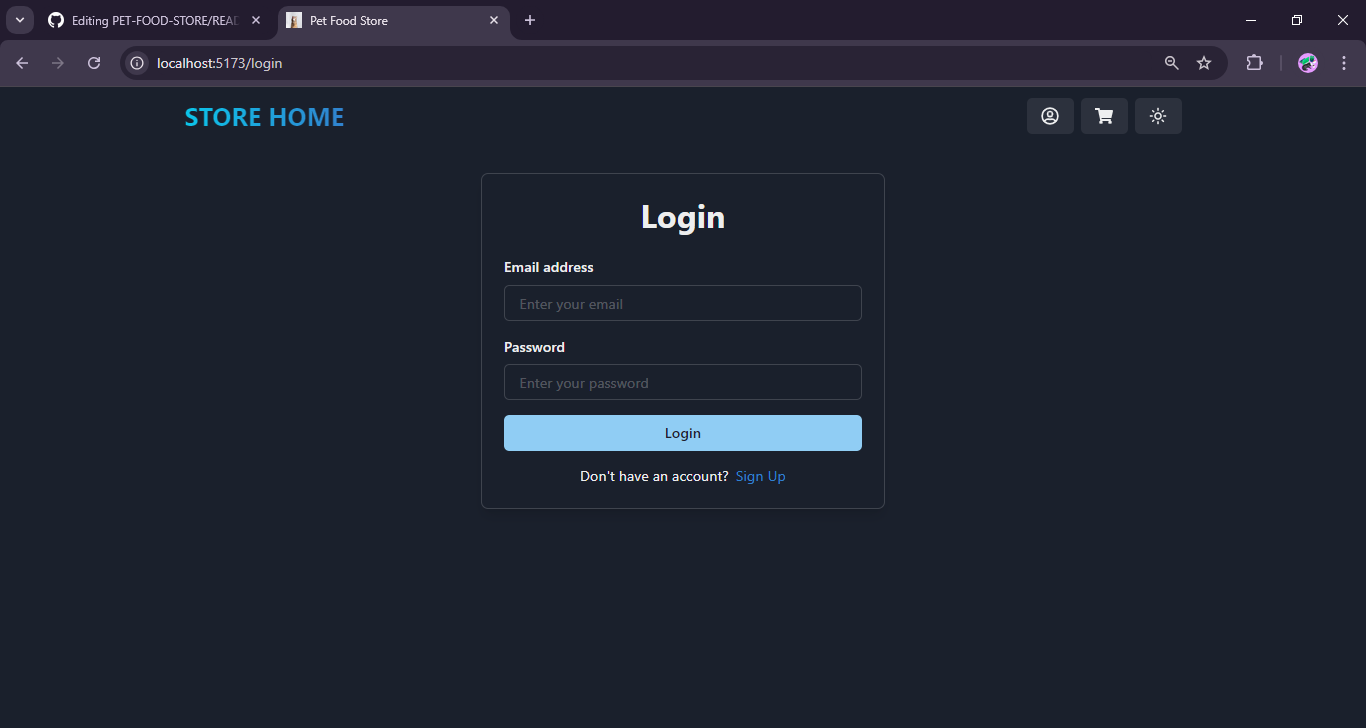 Editing PET-FOOD-STORE/READ
Pet Food Store
localhost:5173/login
STORE HOME
Login
Email address
Enter your email
Password
Enter your password
Login
Don't have an account? Sign Up